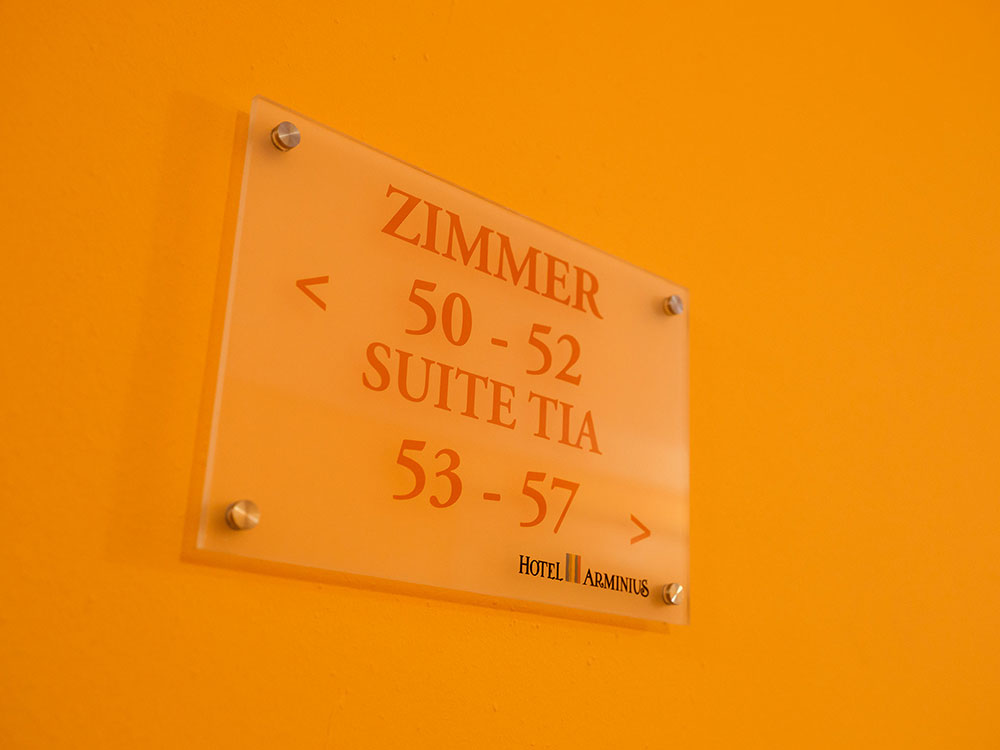 ZIMMER
< 50 - 52
SUITE TIA
53 - 57 >
HOTEL ARMINIUS